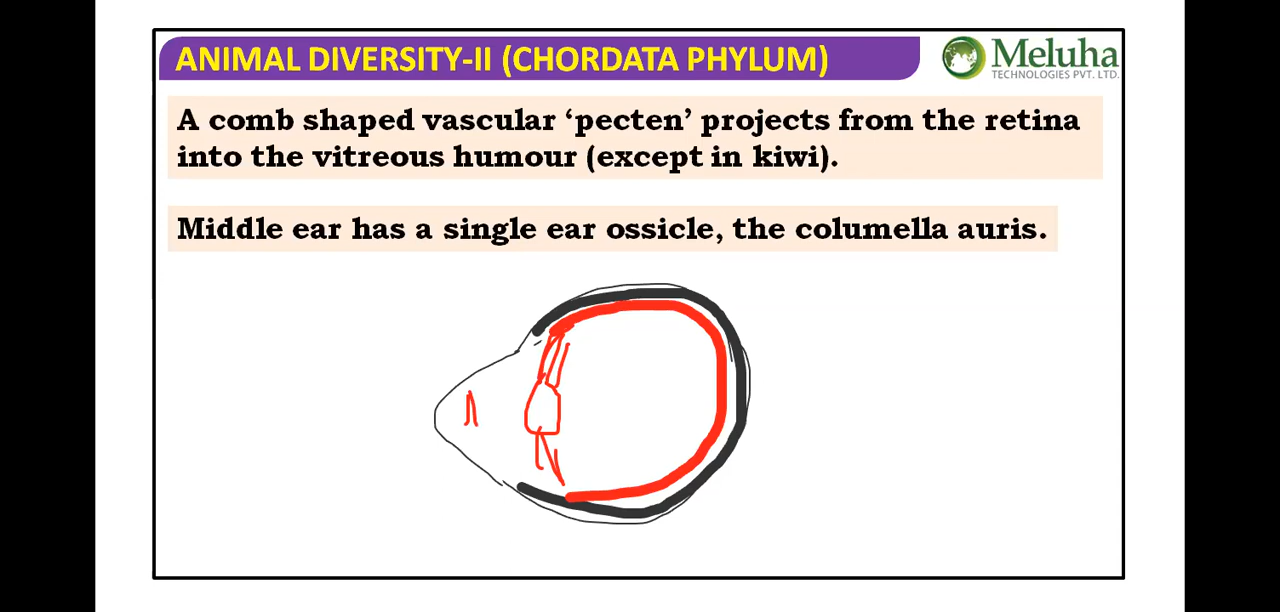 ANIMAL DIVERSITY-II (CHORDATA PHYLUM)
Meluha
TECHNOLOGIES PVT. LTD.
A comb shaped vascular ‘pecten’ projects from the retina
into the vitreous humour (except in kiwi).
Middle ear has a single ear ossicle, the columella auris.